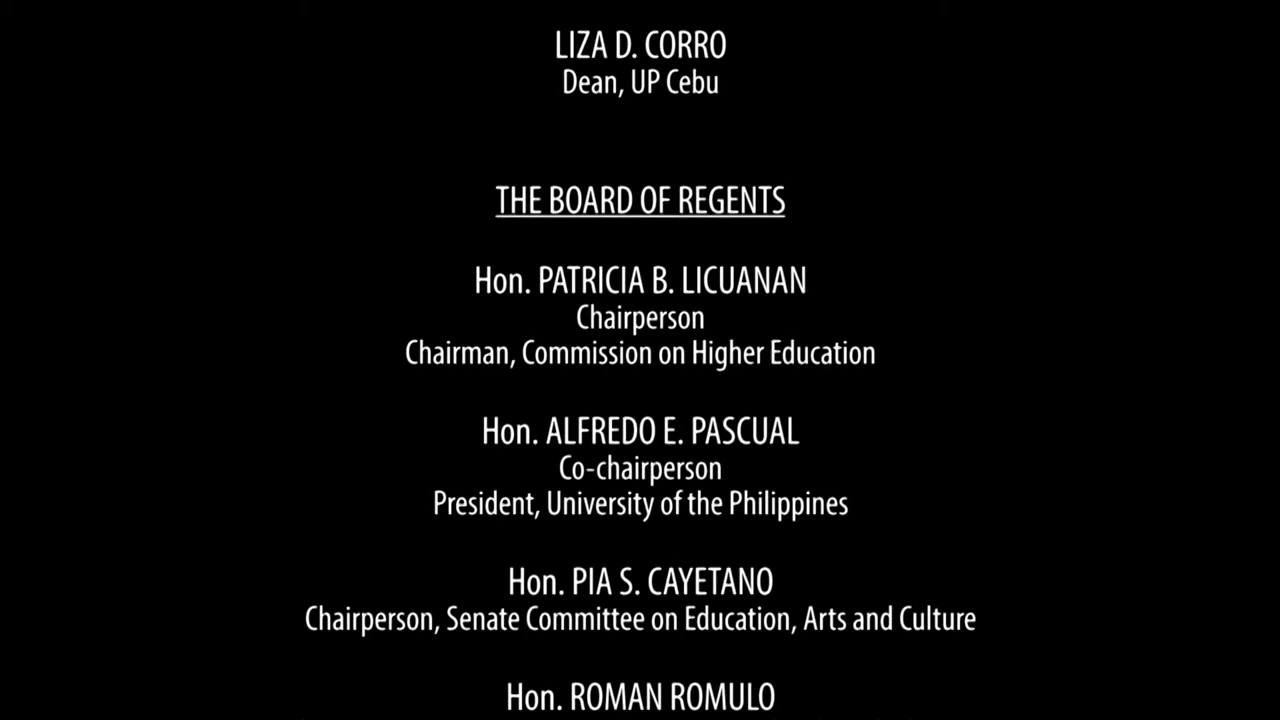 LIZA D. CORRO
Dean, UP Cebu
THE BOARD OF REGENTS
Hon. PATRICIA B. LICUANAN
Chairperson
Chairman, Commission on Higher Education
Hon. ALFREDO E. PASCUAL
Co-chairperson
President, University of the Philippines
Hon. PIA S. CAYETANO
Chairperson, Senate Committee on Education, Arts and Culture
Hon. ROMAN ROMULO